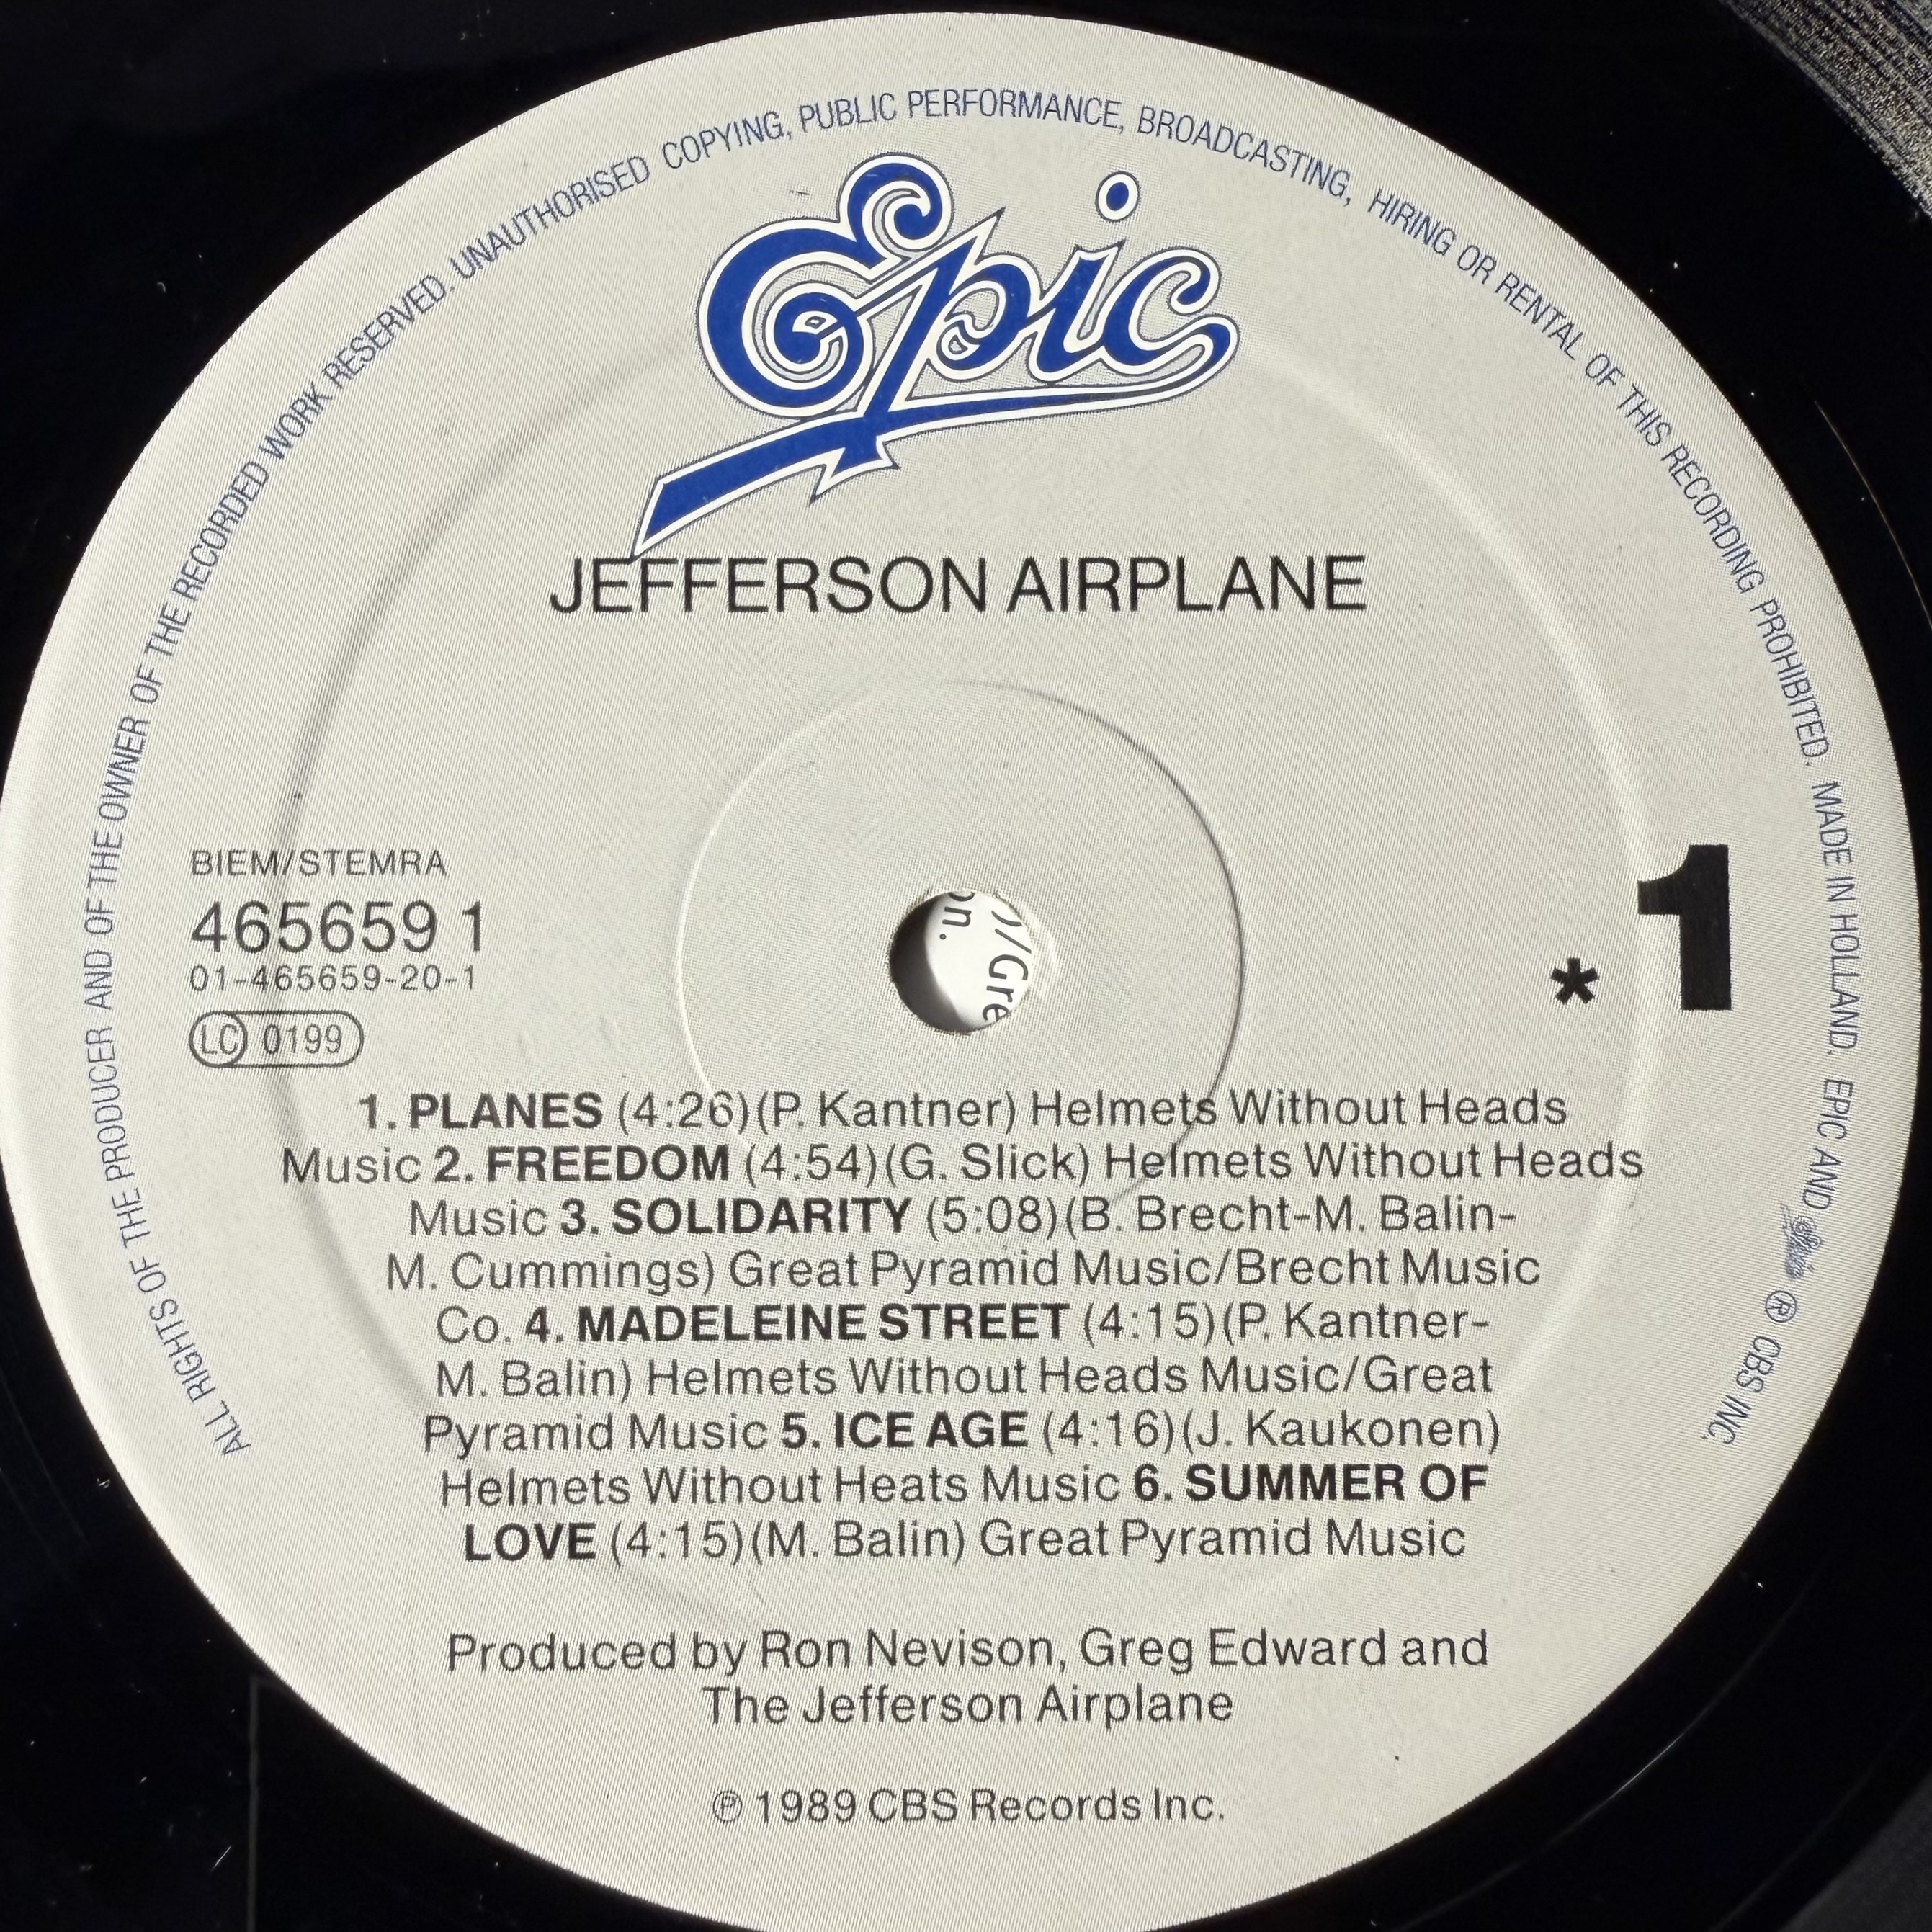 ALL RIGHTS OF THE PRODUCER AND OF THE OWNER OF THE RECORDED WORK RESERVED. UNAUTHORISED COPYING, PUBLIC PERFORMANCE, BROADCASTING, HIRING OR RENTAL OF THIS RECORDING PROHIBITED. MADE IN HOLLAND. EPIC AND Epic ® CBS INC.
Epic
JEFFERSON AIRPLANE
BIEM/STEMRA
465659 1
01-465659-20-1
LC 0199
* 1
on.
)/Gre
1. PLANES (4:26)(P. Kantner) Helmets Without Heads
Music 2. FREEDOM (4:54)(G. Slick) Helmets Without Heads
Music 3. SOLIDARITY (5:08)(B. Brecht-M. Balin-
M. Cummings) Great Pyramid Music/Brecht Music
Co. 4. MADELEINE STREET (4:15)(P. Kantner-
M. Balin) Helmets Without Heads Music/Great
Pyramid Music 5. ICE AGE (4:16)(J. Kaukonen)
Helmets Without Heats Music 6. SUMMER OF
LOVE (4:15)(M. Balin) Great Pyramid Music
Produced by Ron Nevison, Greg Edward and
The Jefferson Airplane
℗ 1989 CBS Records Inc.